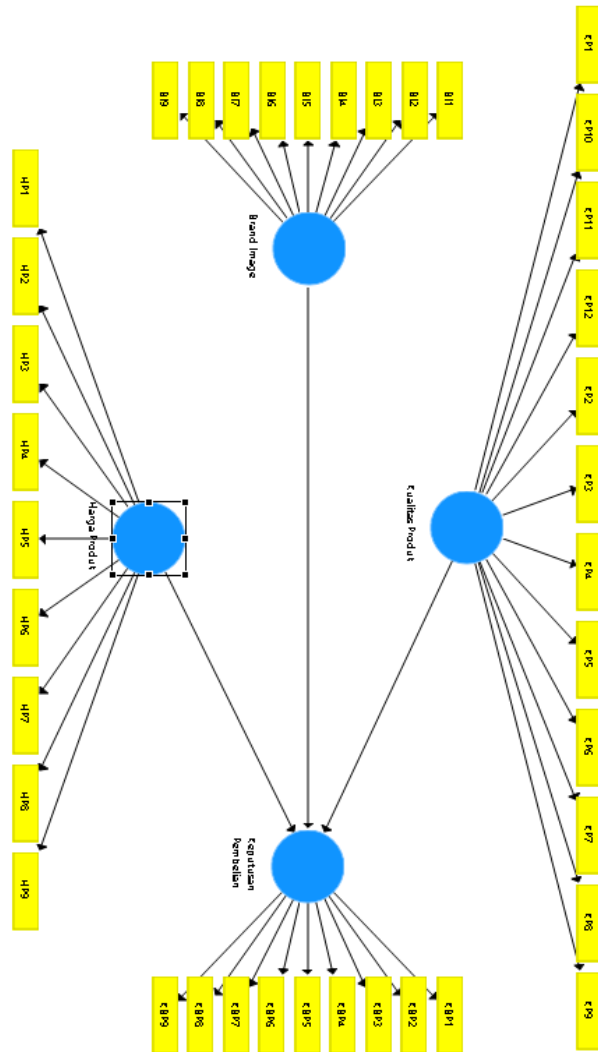 KP1
KP10
KP11
KP12
KP2
KP3
KP4
KP5
KP6
KP7
KP8
KP9
Kualitas Produk
BI1
BI2
BI3
BI4
BI5
BI6
BI7
BI8
BI9
Brand Image
Keputusan
Pembelian
KBP1
KBP2
KBP3
KBP4
KBP5
KBP6
KBP7
KBP8
KBP9
Harga Produk
HP1
HP2
HP3
HP4
HP5
HP6
HP7
HP8
HP9